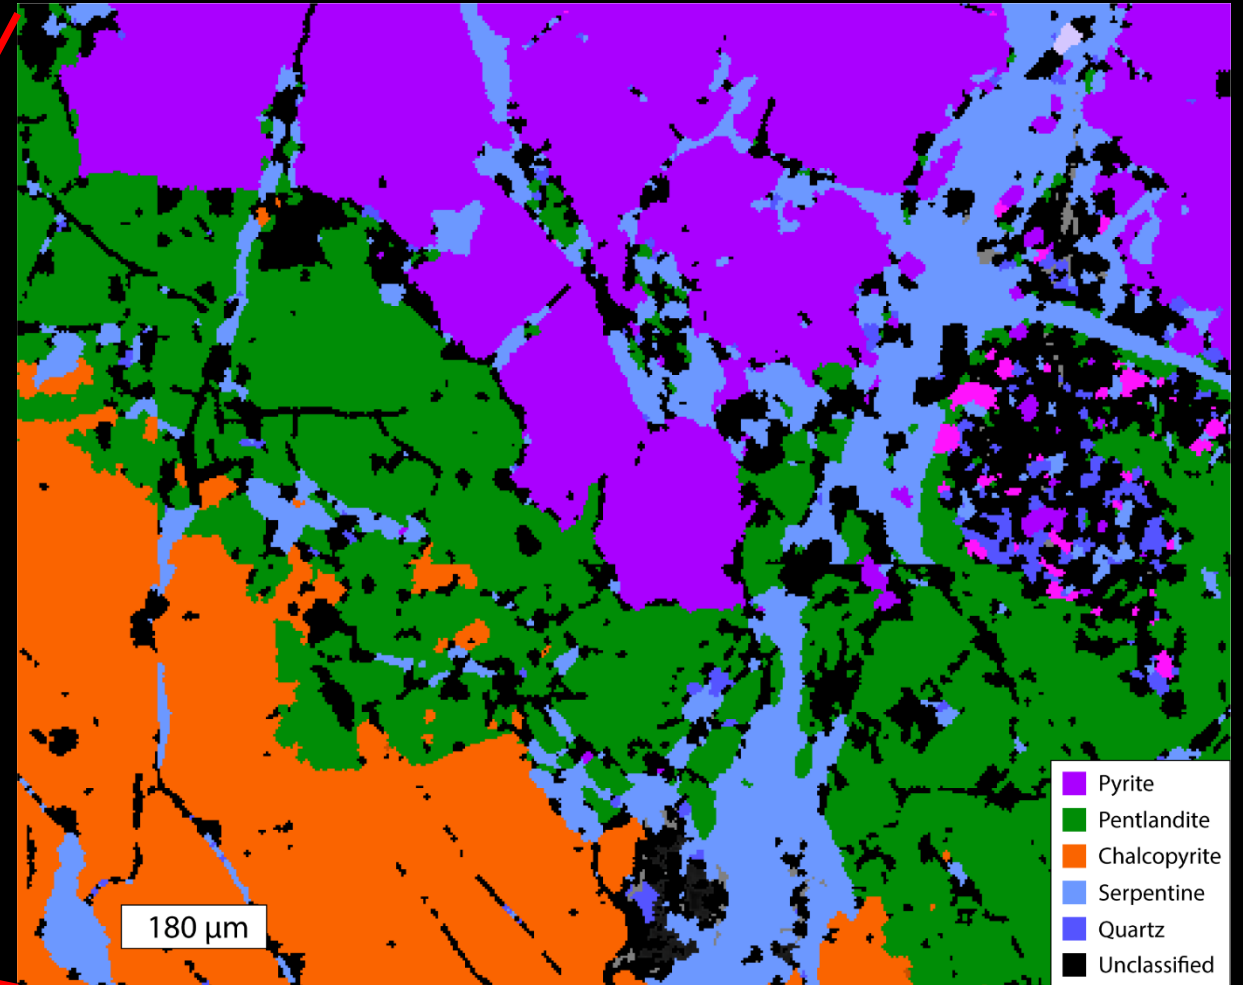 Pyrite
Pentlandite
Chalcopyrite
Serpentine
Quartz
Unclassified
180 μm